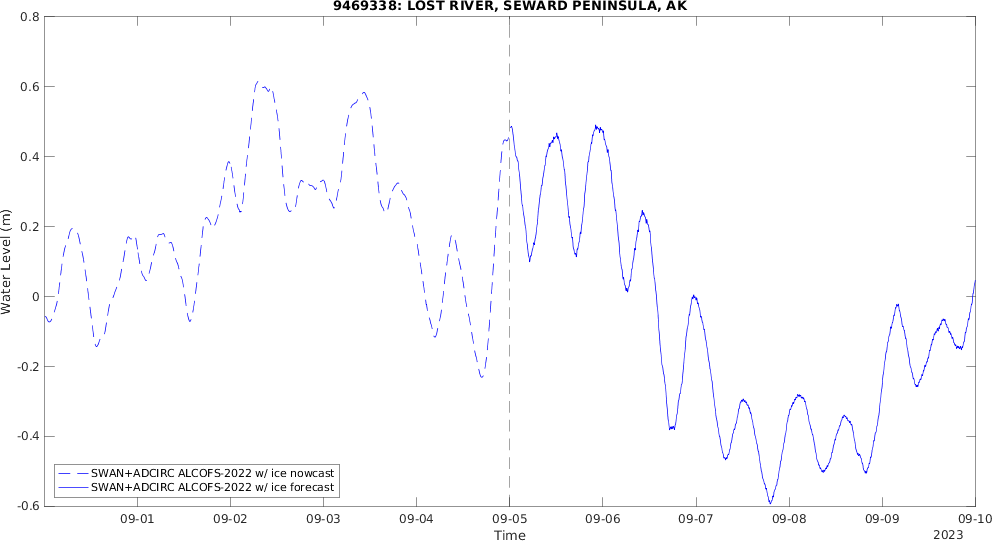 9469338: LOST RIVER, SEWARD PENINSULA, AK
0.8
0.6
0.4
0.2
0
-0.2
-0.4
-0.6
Water Level (m)
SWAN+ADCIRC ALCOFS-2022 w/ ice nowcast
SWAN+ADCIRC ALCOFS-2022 w/ ice forecast
09-01 09-02 09-03 09-04 09-05 09-06 09-07 09-08 09-09 09-10
Time
2023